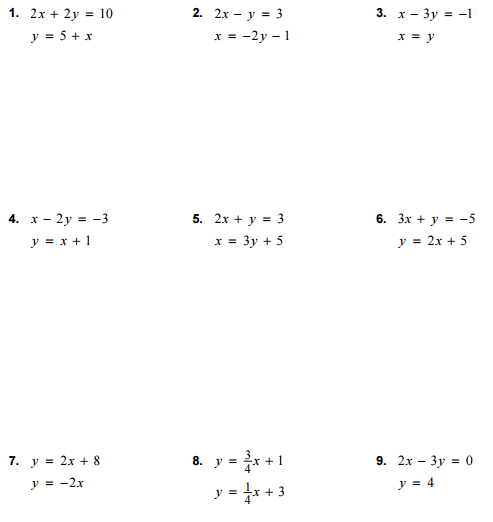 1. 2x + 2y = 10
y = 5 + x
2. 2x − y = 3
x = −2y − 1
3. x − 3y = −1
x = y
4. x − 2y = −3
y = x + 1
5. 2x + y = 3
x = 3y + 5
6. 3x + y = −5
y = 2x + 5
7. y = 2x + 8
y = −2x
8. y = 3/4x + 1
y = 1/4x + 3
9. 2x − 3y = 0
y = 4